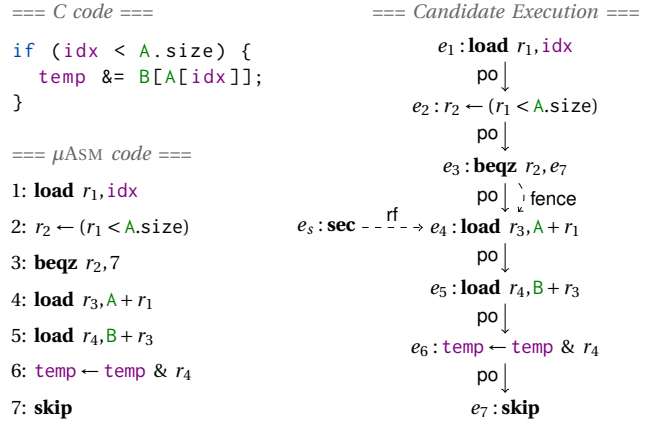 === C code ===
if (idx < A.size) {
temp &= B[A[idx]];
}
=== μASM code ===
1: load r₁,idx
2: r₂ ← (r₁ < A.size)
3: beqz r₂,7
4: load r₃,A + r₁
5: load r₄,B + r₃
6: temp ← temp & r₄
7: skip
=== Candidate Execution ===
e₁ : load r₁,idx
po
e₂ : r₂ ← (r₁ < A.size)
po
e₃ : beqz r₂,e₇
po fence
eₛ : sec rf e₄ : load r₃,A + r₁
po
e₅ : load r₄,B + r₃
po
e₆ : temp ← temp & r₄
po
e₇ : skip